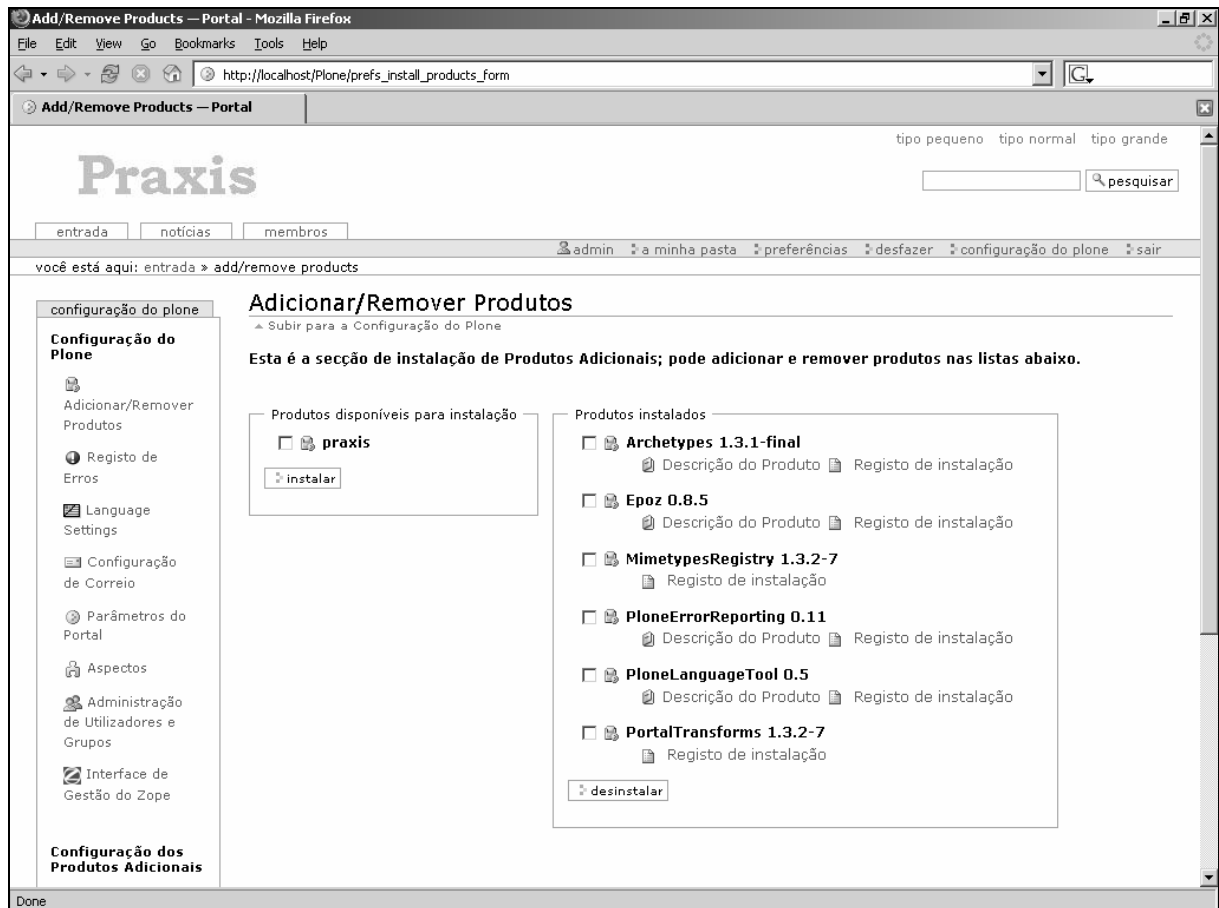 Add/Remove Products — Portal - Mozilla Firefox
File Edit View Go Bookmarks Tools Help
http://localhost/Plone/prefs_install_products_form
G
Add/Remove Products — Portal
tipo pequeno tipo normal tipo grande
Praxis
pesquisar
entrada notícias membros
admin a minha pasta preferências desfazer configuração do plone sair
você está aqui: entrada » add/remove products
configuração do plone
Configuração do
Plone
Adicionar/Remover
Produtos
Registo de
Erros
Language
Settings
Configuração
de Correio
Parâmetros do
Portal
Aspectos
Administração
de Utilizadores e
Grupos
Interface de
Gestão do Zope
Configuração dos
Produtos Adicionais
Adicionar/Remover Produtos
Subir para a Configuração do Plone
Esta é a secção de instalação de Produtos Adicionais; pode adicionar e remover produtos nas listas abaixo.
Produtos disponíveis para instalação
praxis
instalar
Produtos instalados
Archetypes 1.3.1-final
Descrição do Produto Registo de instalação
Epoz 0.8.5
Descrição do Produto Registo de instalação
MimetypesRegistry 1.3.2-7
Registo de instalação
PloneErrorReporting 0.11
Descrição do Produto Registo de instalação
PloneLanguageTool 0.5
Descrição do Produto Registo de instalação
PortalTransforms 1.3.2-7
Registo de instalação
desinstalar
Done